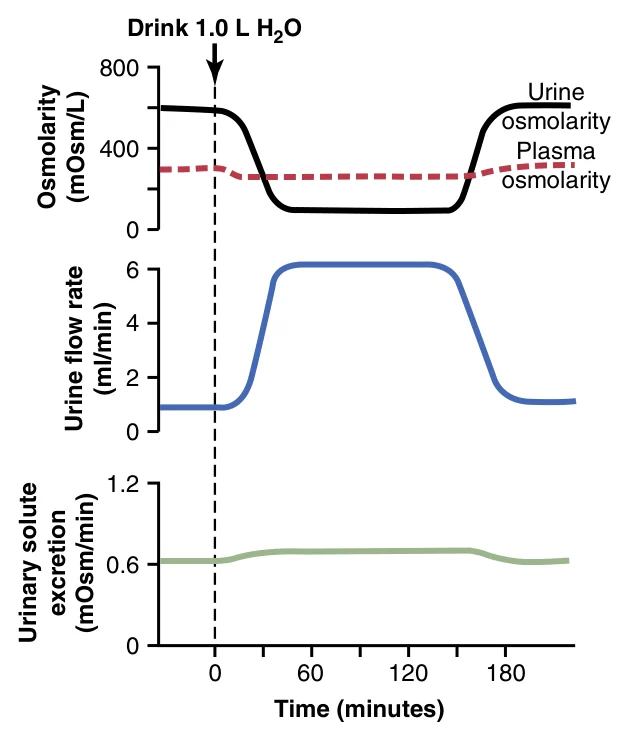 Drink 1.0 L H₂O
Osmolarity
(mOsm/L)
800
400
0
Urine
osmolarity
Plasma
osmolarity
Urine flow rate
(ml/min)
6
4
2
0
Urinary solute
excretion
(mOsm/min)
1.2
0.6
0
0
60
120
180
Time (minutes)